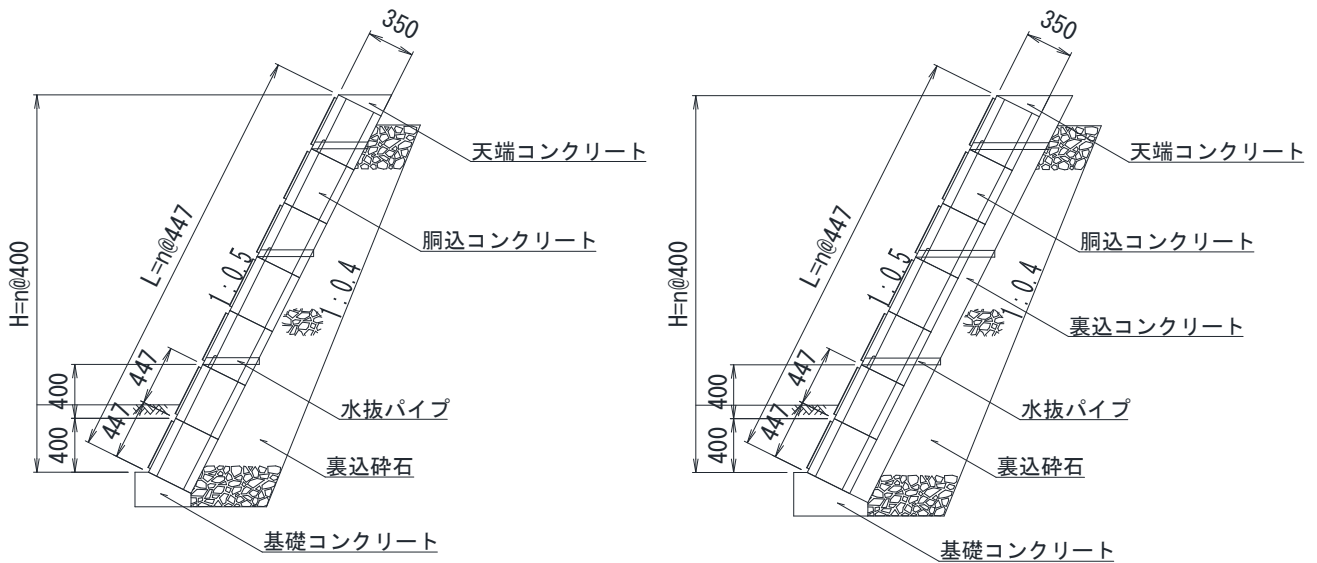 350
天端コンクリート
胴込コンクリート
L=n@447
1:0.5
1:0.4
H=n@400
447
447
400
400
水抜パイプ
裏込砕石
基礎コンクリート
350
天端コンクリート
胴込コンクリート
裏込コンクリート
L=n@447
1:0.5
1:0.4
H=n@400
447
447
400
400
水抜パイプ
裏込砕石
基礎コンクリート